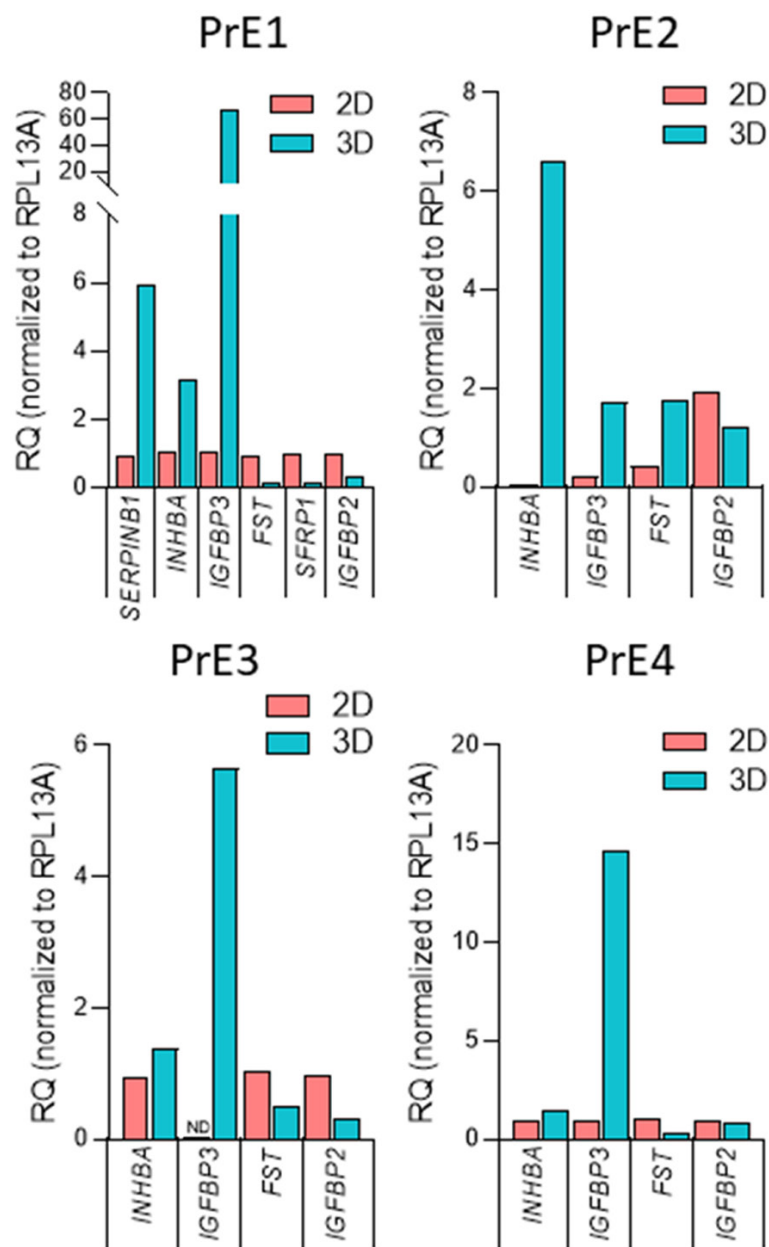 PrE1
PrE2
80
60
40
20
8
6
4
2
0
RQ (normalized to RPL13A)
2D
3D
SERPINB1
INHBA
IGFBP3
FST
SFRP1
IGFBP2
8
6
4
2
0
RQ (normalized to RPL13A)
2D
3D
INHBA
IGFBP3
FST
IGFBP2
PrE3
PrE4
6
4
2
0
RQ (normalized to RPL13A)
2D
3D
ND
INHBA
IGFBP3
FST
IGFBP2
20
15
10
5
0
RQ (normalized to RPL13A)
2D
3D
INHBA
IGFBP3
FST
IGFBP2